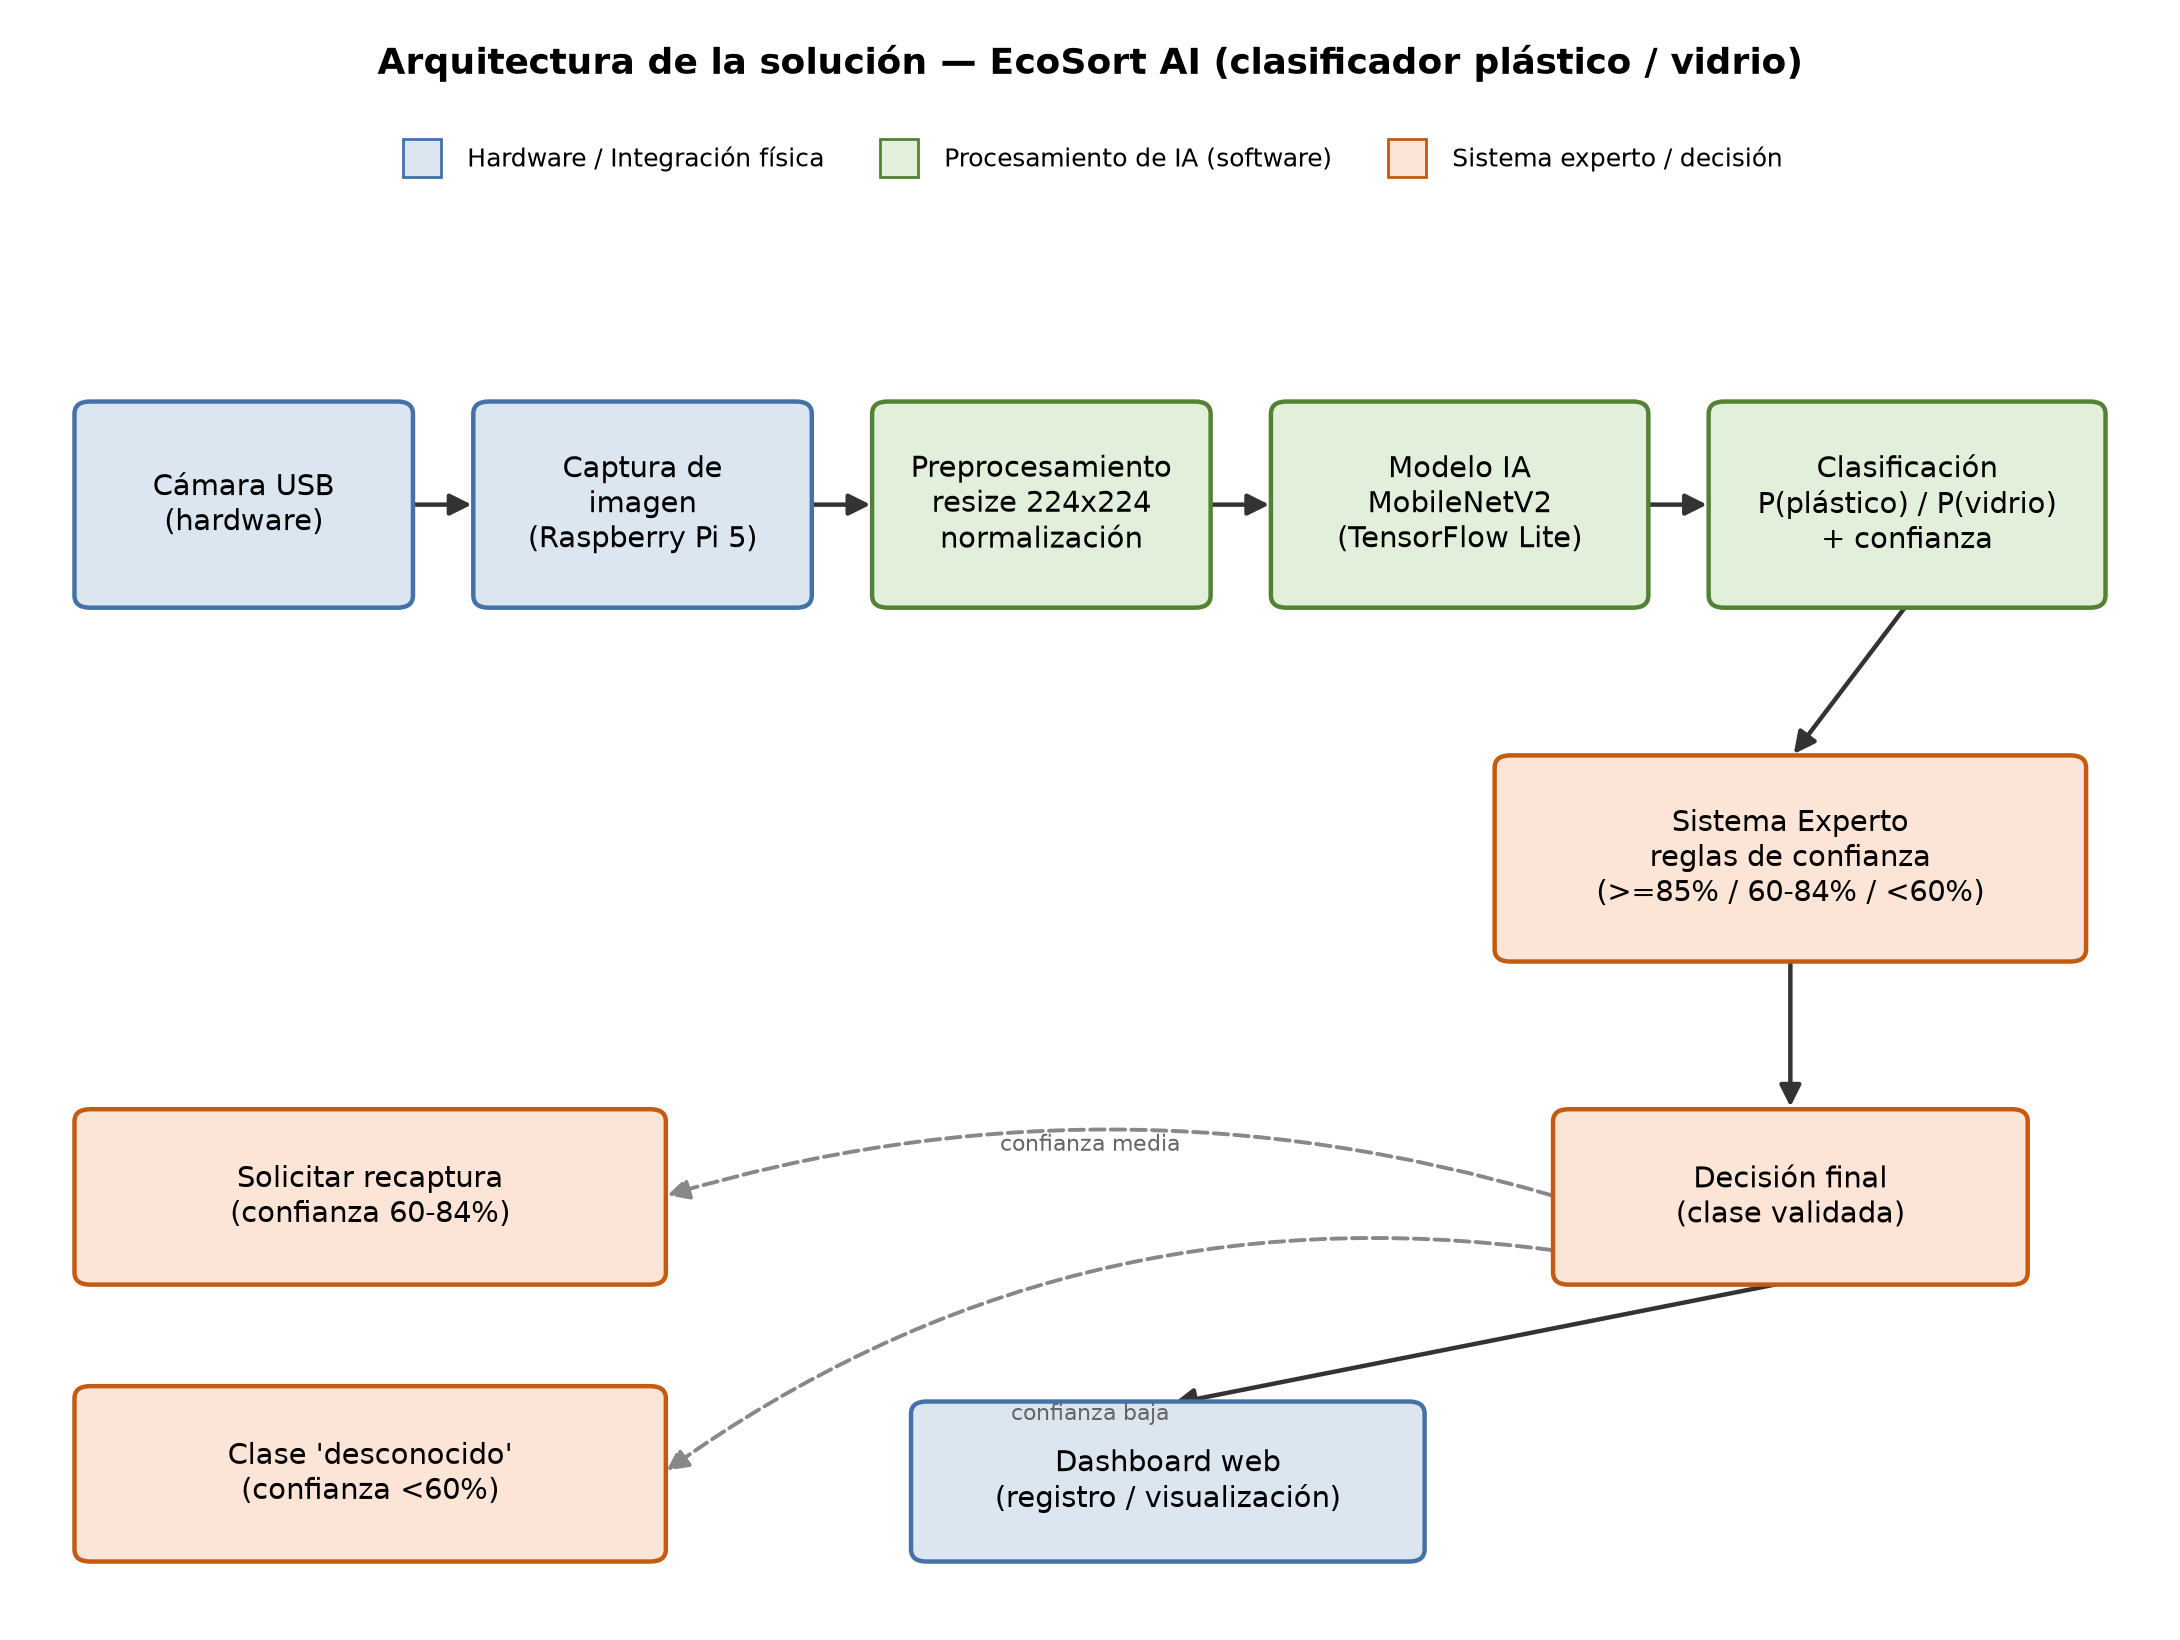 Arquitectura de la solución — EcoSort AI (clasificador plástico / vidrio)
Hardware / Integración física
Procesamiento de IA (software)
Sistema experto / decisión
Cámara USB
(hardware)
Captura de
imagen
(Raspberry Pi 5)
Preprocesamiento
resize 224x224
normalización
Modelo IA
MobileNetV2
(TensorFlow Lite)
Clasificación
P(plástico) / P(vidrio)
+ confianza
Sistema Experto
reglas de confianza
(>=85% / 60-84% / <60%)
Decisión final
(clase validada)
confianza media
Solicitar recaptura
(confianza 60-84%)
confianza baja
Clase 'desconocido'
(confianza <60%)
Dashboard web
(registro / visualización)